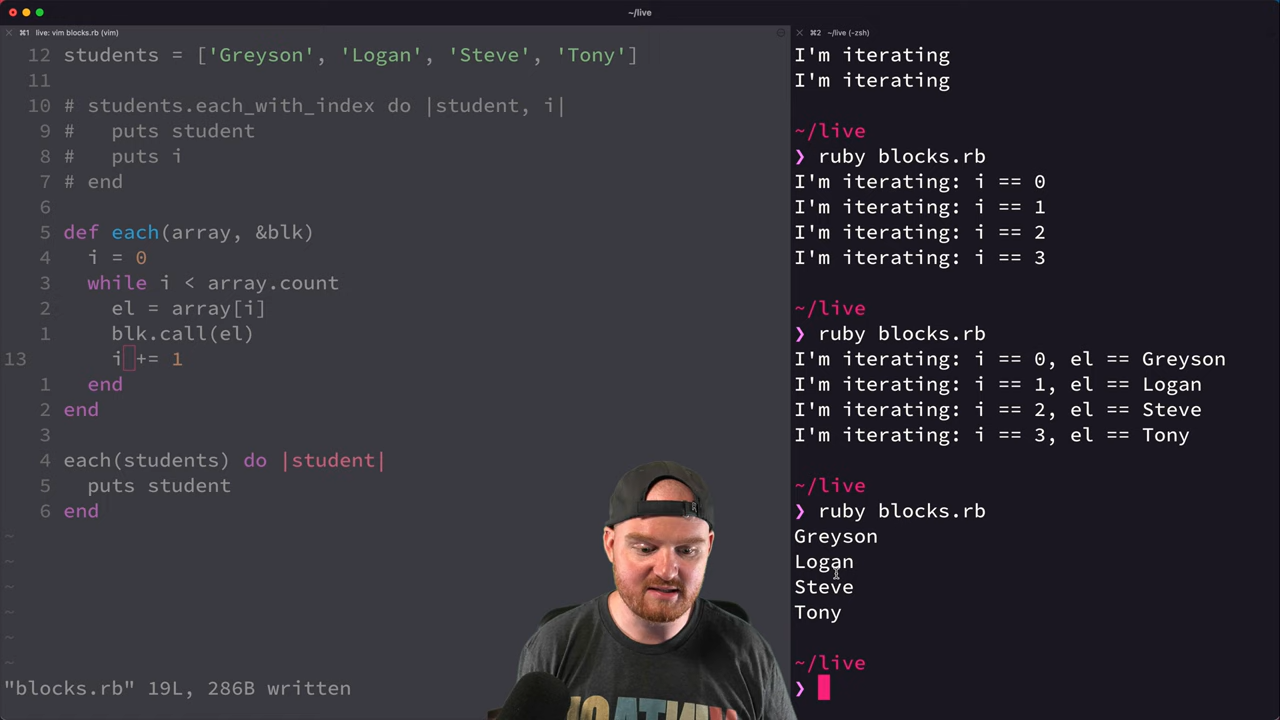 ~/live
⌘1 live: vim blocks.rb (vim)
12 students = ['Greyson', 'Logan', 'Steve', 'Tony']
11
10 # students.each_with_index do |student, i|
9 #   puts student
8 #   puts i
7 # end
6
5 def each(array, &blk)
4   i = 0
3   while i < array.count
2     el = array[i]
1     blk.call(el)
13     i += 1
1   end
2 end
3
4 each(students) do |student|
5   puts student
6 end
~
~
~
~
~
~
"blocks.rb" 19L, 286B written
⌘2 ~/live (-zsh)
I'm iterating
I'm iterating
~/live
❯ ruby blocks.rb
I'm iterating: i == 0
I'm iterating: i == 1
I'm iterating: i == 2
I'm iterating: i == 3
~/live
❯ ruby blocks.rb
I'm iterating: i == 0, el == Greyson
I'm iterating: i == 1, el == Logan
I'm iterating: i == 2, el == Steve
I'm iterating: i == 3, el == Tony
~/live
❯ ruby blocks.rb
Greyson
Logan
Steve
Tony
~/live
❯